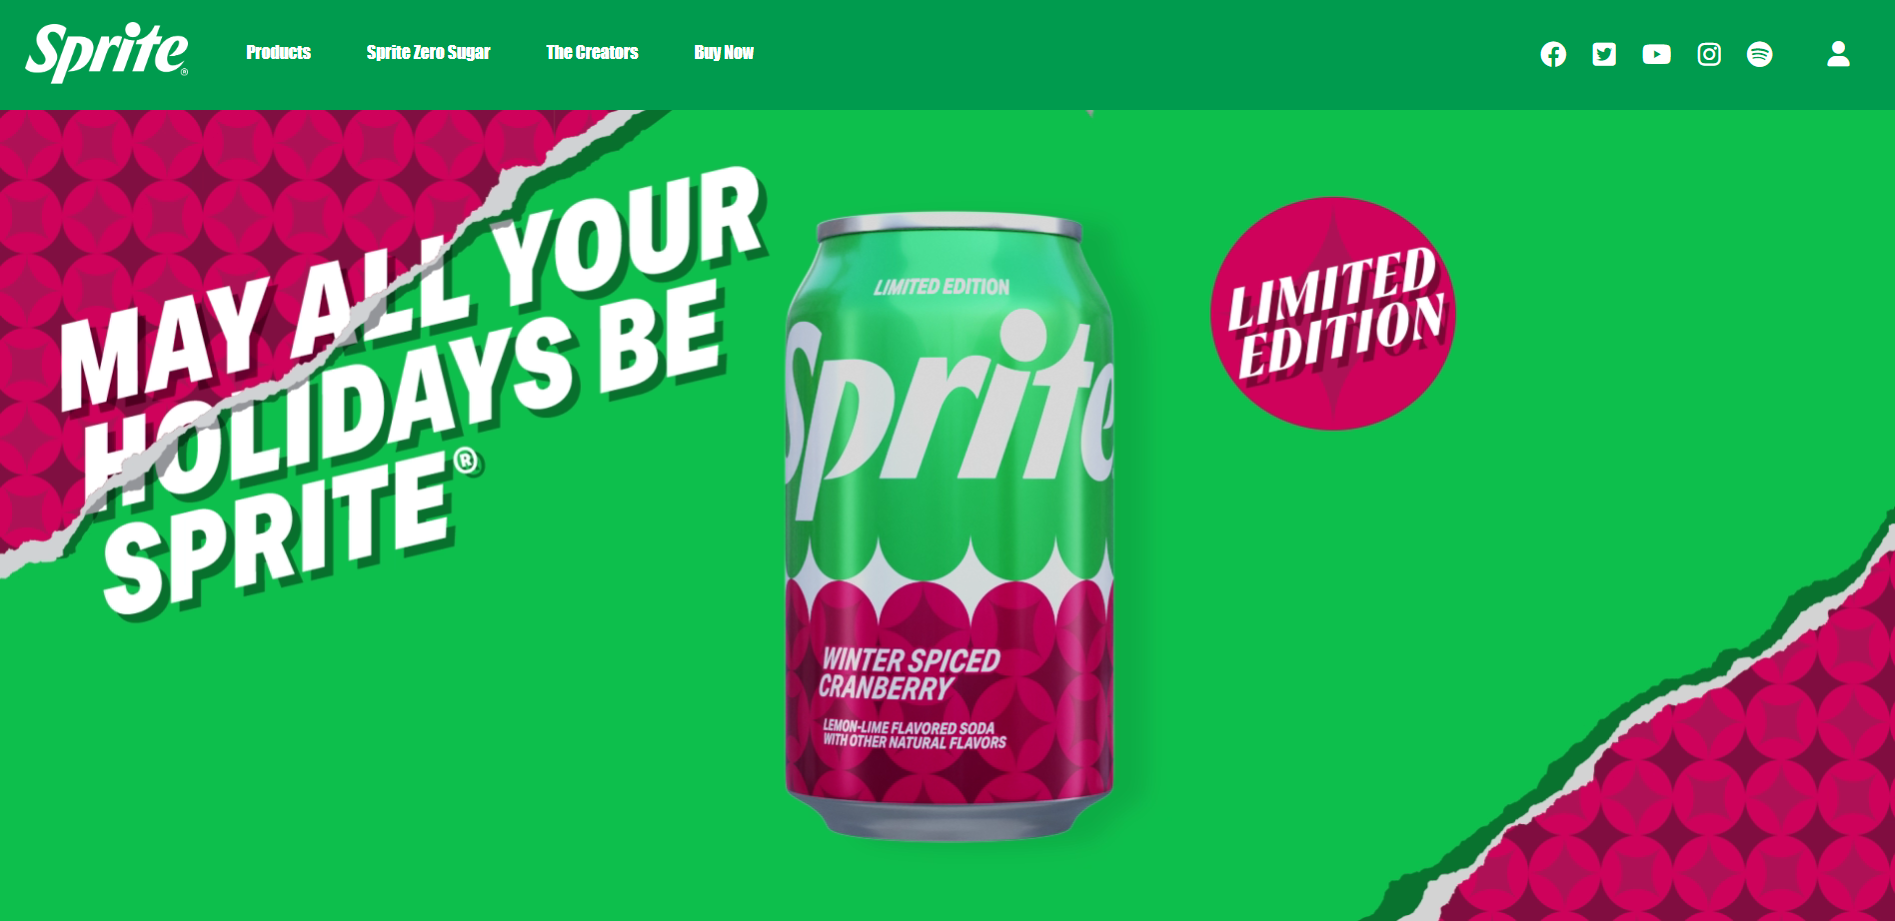 Sprite®
Products
Sprite Zero Sugar
The Creators
Buy Now
MAY ALL YOUR
HOLIDAYS BE
SPRITE®
LIMITED EDITION
Sprite
WINTER SPICED
CRANBERRY
LEMON-LIME FLAVORED SODA
WITH OTHER NATURAL FLAVORS
LIMITED
EDITION